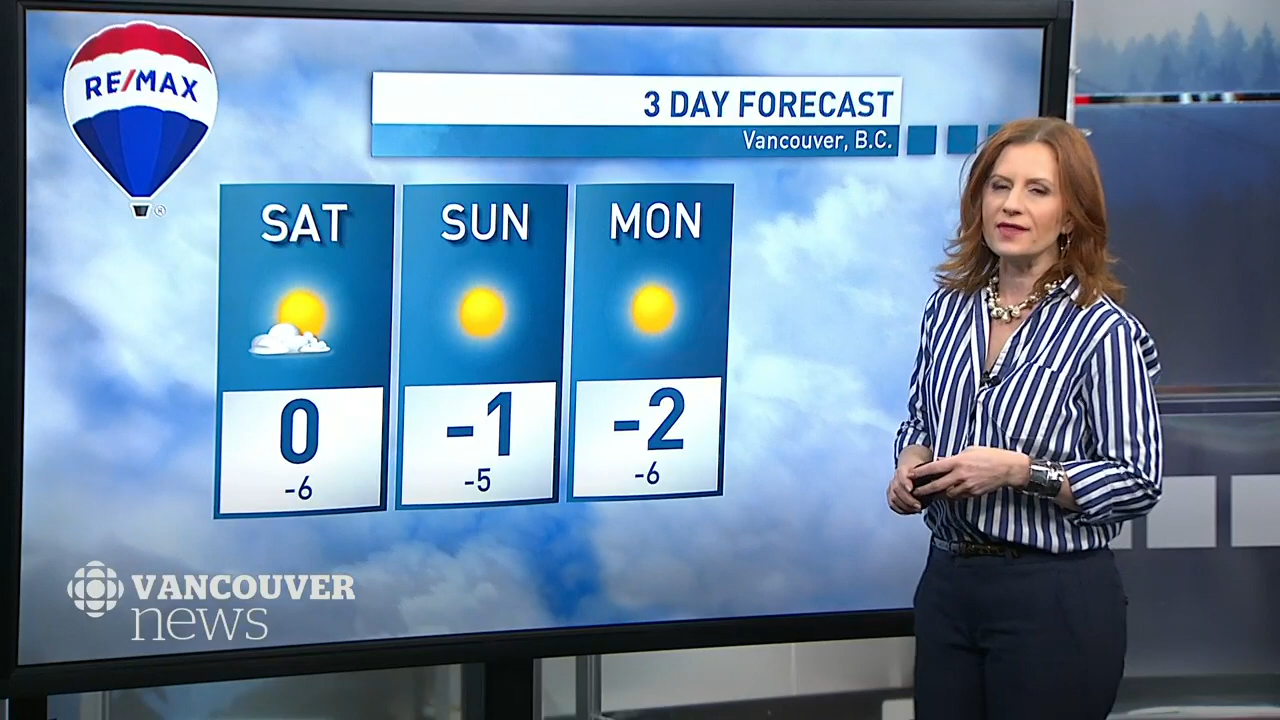 RE/MAX
®
3 DAY FORECAST
Vancouver, B.C.
SAT
SUN
MON
0
-1
-2
-6
-5
-6
VANCOUVER
news